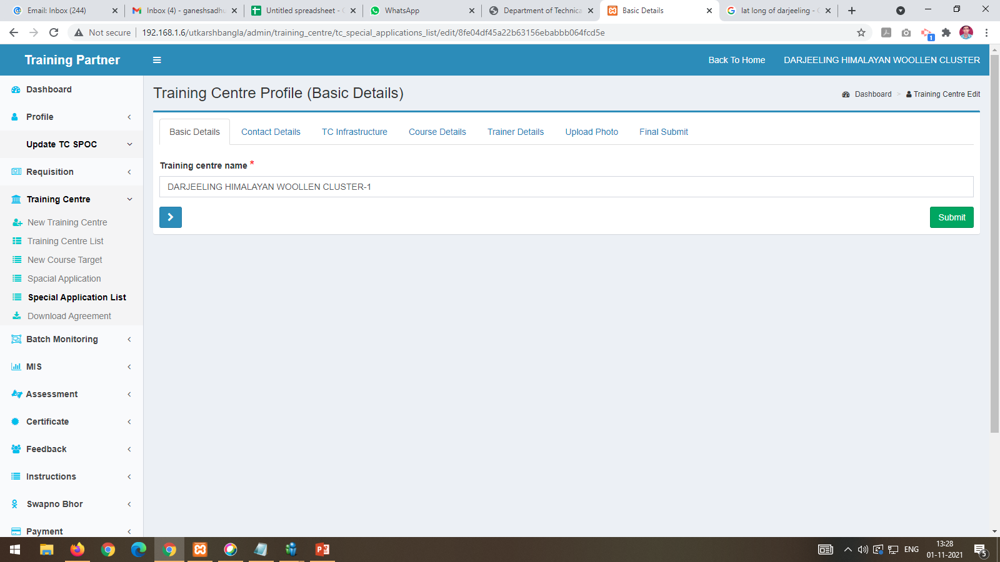 Email: Inbox (244)
Inbox (4) - ganeshsadhu
Untitled spreadsheet -
WhatsApp
Department of Technica
Basic Details
lat long of darjeeling -
Not secure
192.168.1.6/utkarshbangla/admin/training_centre/tc_special_applications_list/edit/8fe04df45a22b63156ebabbb064fcd5e
1
Training Partner
Back To Home
DARJEELING HIMALAYAN WOOLLEN CLUSTER
Dashboard
Profile
Update TC SPOC
Requisition
Training Centre
New Training Centre
Training Centre List
New Course Target
Spacial Application
Special Application List
Download Agreement
Batch Monitoring
MIS
Assessment
Certificate
Feedback
Instructions
Swapno Bhor
Payment
Training Centre Profile (Basic Details)
Dashboard > Training Centre Edit
Basic Details
Contact Details
TC Infrastructure
Course Details
Trainer Details
Upload Photo
Final Submit
Training centre name *
DARJEELING HIMALAYAN WOOLLEN CLUSTER-1
Submit
ENG
13:28
01-11-2021
5